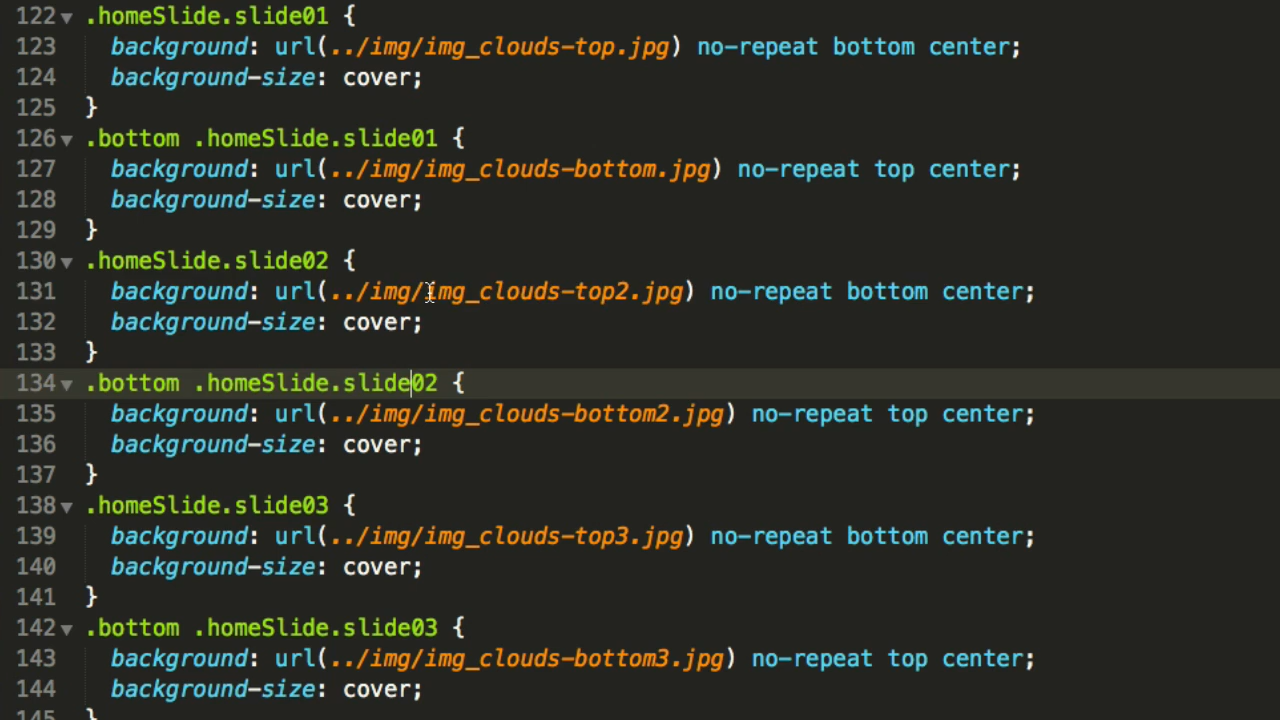 122 .homeSlide.slide01 {
123 background: url(../img/img_clouds-top.jpg) no-repeat bottom center;
124 background-size: cover;
125 }
126 .bottom .homeSlide.slide01 {
127 background: url(../img/img_clouds-bottom.jpg) no-repeat top center;
128 background-size: cover;
129 }
130 .homeSlide.slide02 {
131 background: url(../img/img_clouds-top2.jpg) no-repeat bottom center;
132 background-size: cover;
133 }
134 .bottom .homeSlide.slide02 {
135 background: url(../img/img_clouds-bottom2.jpg) no-repeat top center;
136 background-size: cover;
137 }
138 .homeSlide.slide03 {
139 background: url(../img/img_clouds-top3.jpg) no-repeat bottom center;
140 background-size: cover;
141 }
142 .bottom .homeSlide.slide03 {
143 background: url(../img/img_clouds-bottom3.jpg) no-repeat top center;
144 background-size: cover;
145 }